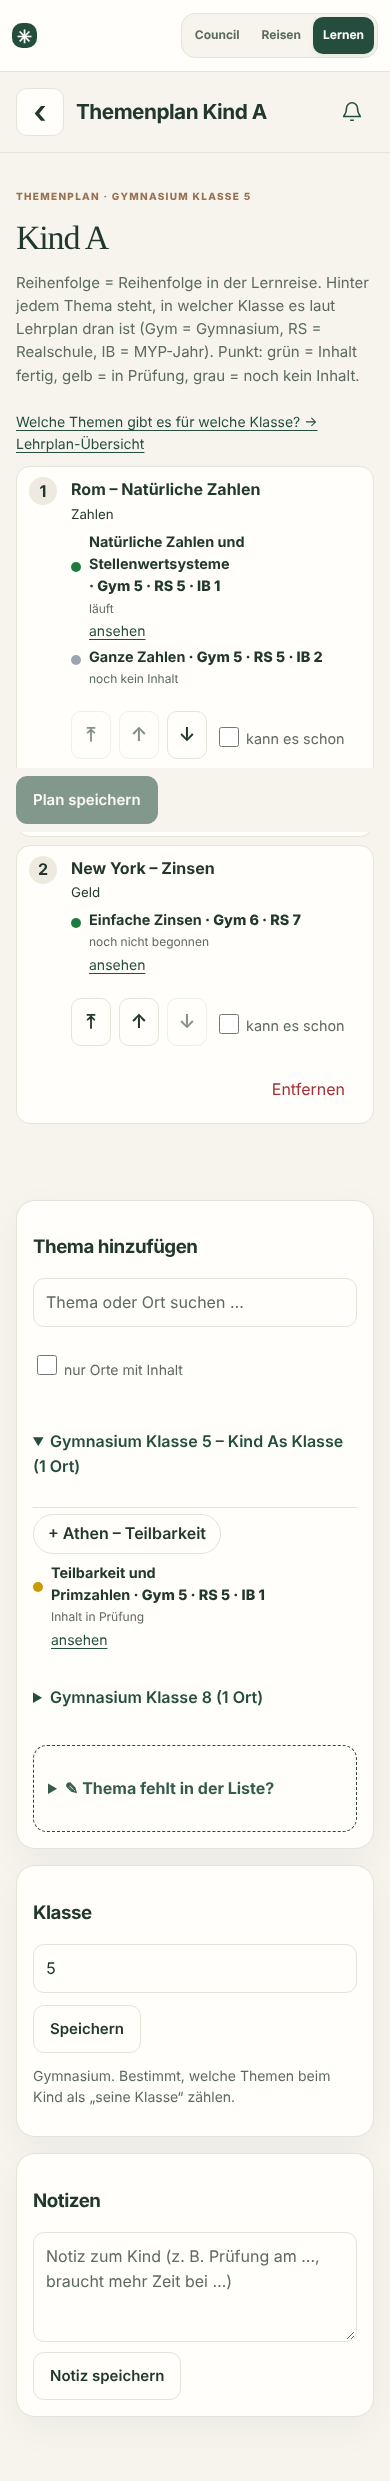 Council Reisen Lernen
Themenplan Kind A
THEMENPLAN · GYMNASIUM KLASSE 5
Kind A
Reihenfolge = Reihenfolge in der Lernreise. Hinter
jedem Thema steht, in welcher Klasse es laut
Lehrplan dran ist (Gym = Gymnasium, RS =
Realschule, IB = MYP-Jahr). Punkt: grün = Inhalt
fertig, gelb = in Prüfung, grau = noch kein Inhalt.
Welche Themen gibt es für welche Klasse? →
Lehrplan-Übersicht
1 Rom – Natürliche Zahlen
Zahlen
Natürliche Zahlen und
Stellenwertsysteme
· Gym 5 · RS 5 · IB 1
läuft
ansehen
Ganze Zahlen · Gym 5 · RS 5 · IB 2
noch kein Inhalt
⤒ ↑ ↓ kann es schon
Plan speichern
2 New York – Zinsen
Geld
Einfache Zinsen · Gym 6 · RS 7
noch nicht begonnen
ansehen
⤒ ↑ ↓ kann es schon
Entfernen
Thema hinzufügen
Thema oder Ort suchen …
nur Orte mit Inhalt
▼ Gymnasium Klasse 5 – Kind As Klasse
(1 Ort)
+ Athen – Teilbarkeit
Teilbarkeit und
Primzahlen · Gym 5 · RS 5 · IB 1
Inhalt in Prüfung
ansehen
▶ Gymnasium Klasse 8 (1 Ort)
▶ ✎ Thema fehlt in der Liste?
Klasse
5
Speichern
Gymnasium. Bestimmt, welche Themen beim
Kind als „seine Klasse“ zählen.
Notizen
Notiz zum Kind (z. B. Prüfung am …,
braucht mehr Zeit bei …)
Notiz speichern